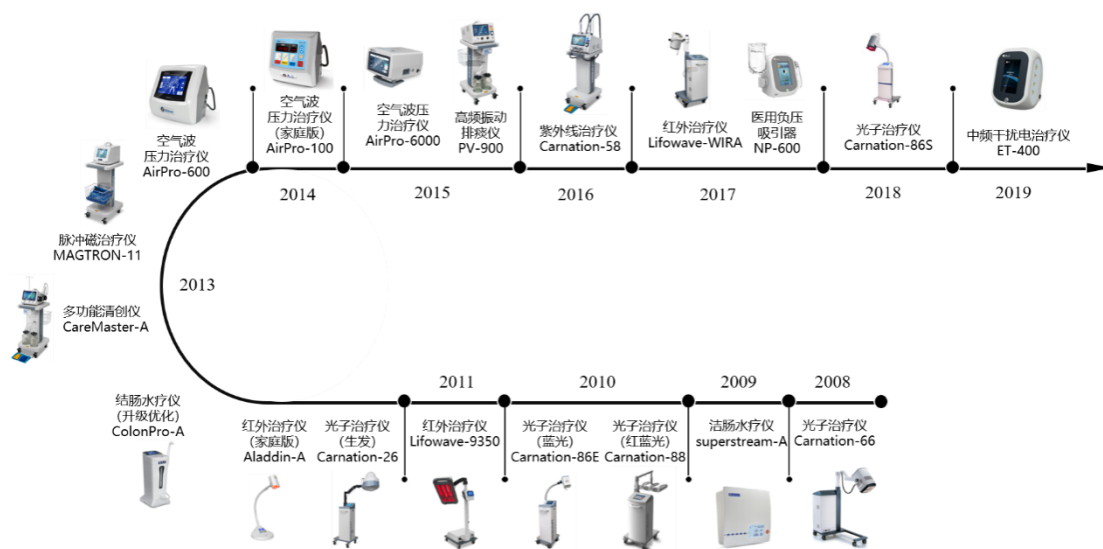 空气波
压力治疗仪
AirPro-600
空气波
压力治疗仪
(家庭版)
AirPro-100
空气波压
力治疗仪
AirPro-6000
高频振动
排痰仪
PV-900
紫外线治疗仪
Carnation-58
红外治疗仪
Lifowave-WIRA
医用负压
吸引器
NP-600
光子治疗仪
Carnation-86S
中频干扰电治疗仪
ET-400
2014
2015
2016
2017
2018
2019
脉冲磁治疗仪
MAGTRON-11
2013
多功能清创仪
CareMaster-A
结肠水疗仪
(升级优化)
ColonPro-A
2011
2010
2009
2008
红外治疗仪
(家庭版)
Aladdin-A
光子治疗仪
(生发)
Carnation-26
红外治疗仪
Lifowave-9350
光子治疗仪
(蓝光)
Carnation-86E
光子治疗仪
(红蓝光)
Carnation-88
洁肠水疗仪
superstream-A
光子治疗仪
Carnation-66